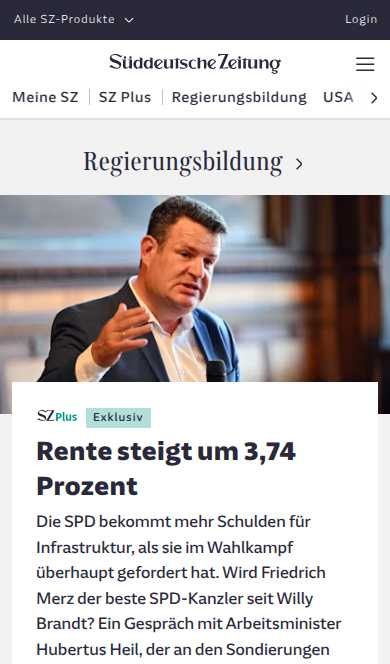 Alle SZ-Produkte
Login
Süddeutsche Zeitung
Meine SZ
SZ Plus
Regierungsbildung
USA
Regierungsbildung
SZ Plus
Exklusiv
Rente steigt um 3,74
Prozent
Die SPD bekommt mehr Schulden für
Infrastruktur, als sie im Wahlkampf
überhaupt gefordert hat. Wird Friedrich
Merz der beste SPD-Kanzler seit Willy
Brandt? Ein Gespräch mit Arbeitsminister
Hubertus Heil, der an den Sondierungen